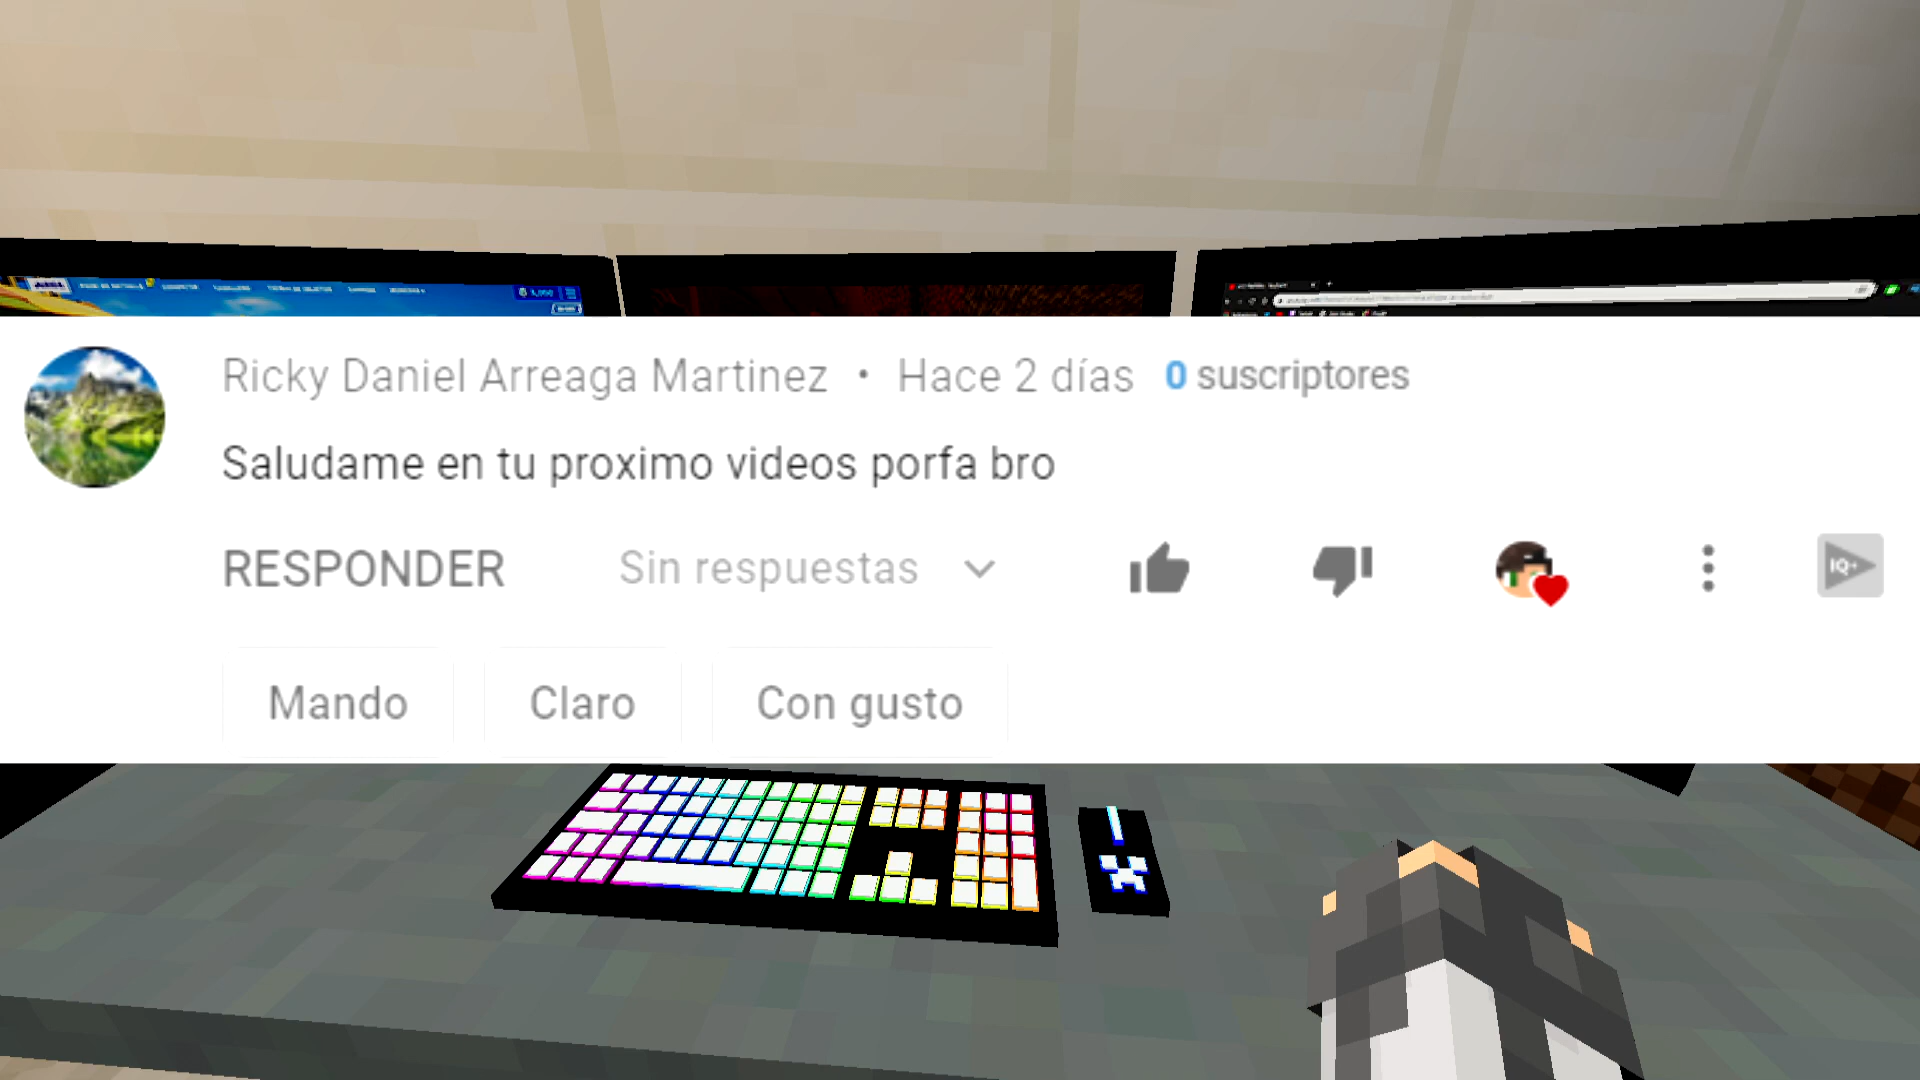 Ricky Daniel Arreaga Martinez • Hace 2 días 0 suscriptores
Saludame en tu proximo videos porfa bro
RESPONDER Sin respuestas
IQ+
Mando Claro Con gusto